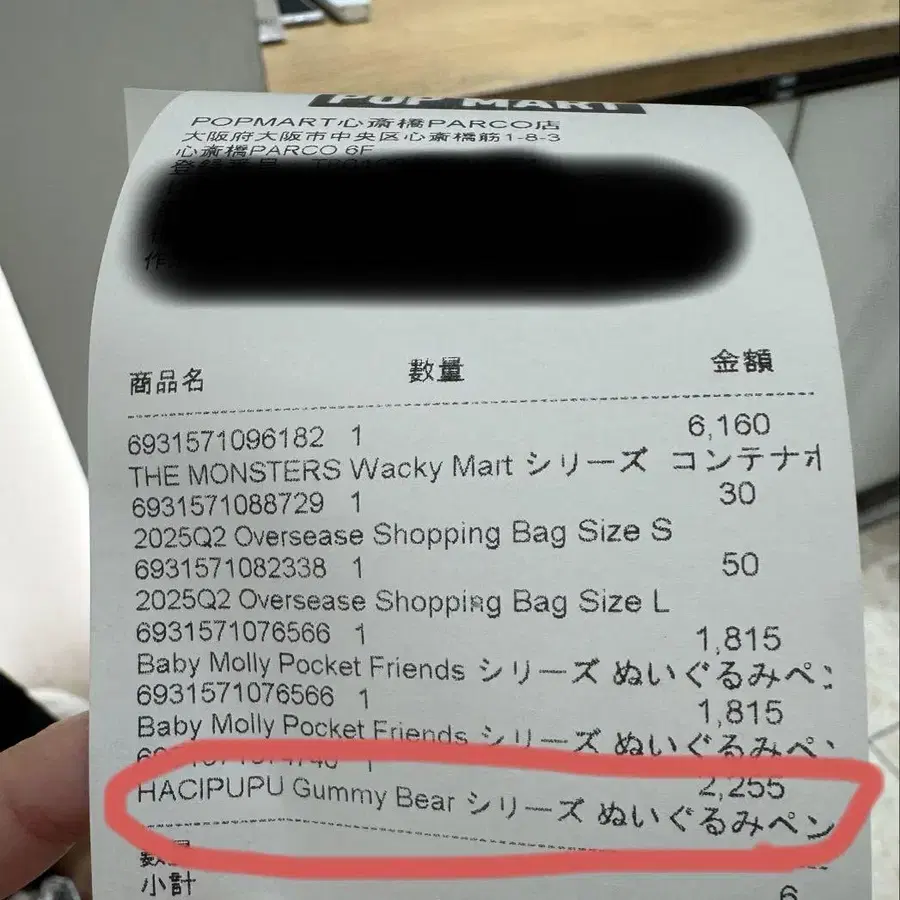 POP MART
POPMART心斎橋PARCO店
大阪府大阪市中央区心斎橋筋1-8-3
心斎橋PARCO 6F
商品名 数量 金額
6931571096182 1 6,160
THE MONSTERS Wacky Mart シリーズ コンテナオ
6931571088729 1 30
2025Q2 Oversease Shopping Bag Size S
6931571082338 1 50
2025Q2 Oversease Shopping Bag Size L
6931571076566 1 1,815
Baby Molly Pocket Friends シリーズ ぬいぐるみペ
6931571076566 1 1,815
Baby Molly Pocket Friends シリーズ ぬいぐるみペ
1 2,255
HACIPUPU Gummy Bear シリーズ ぬいぐるみペン
小計 6